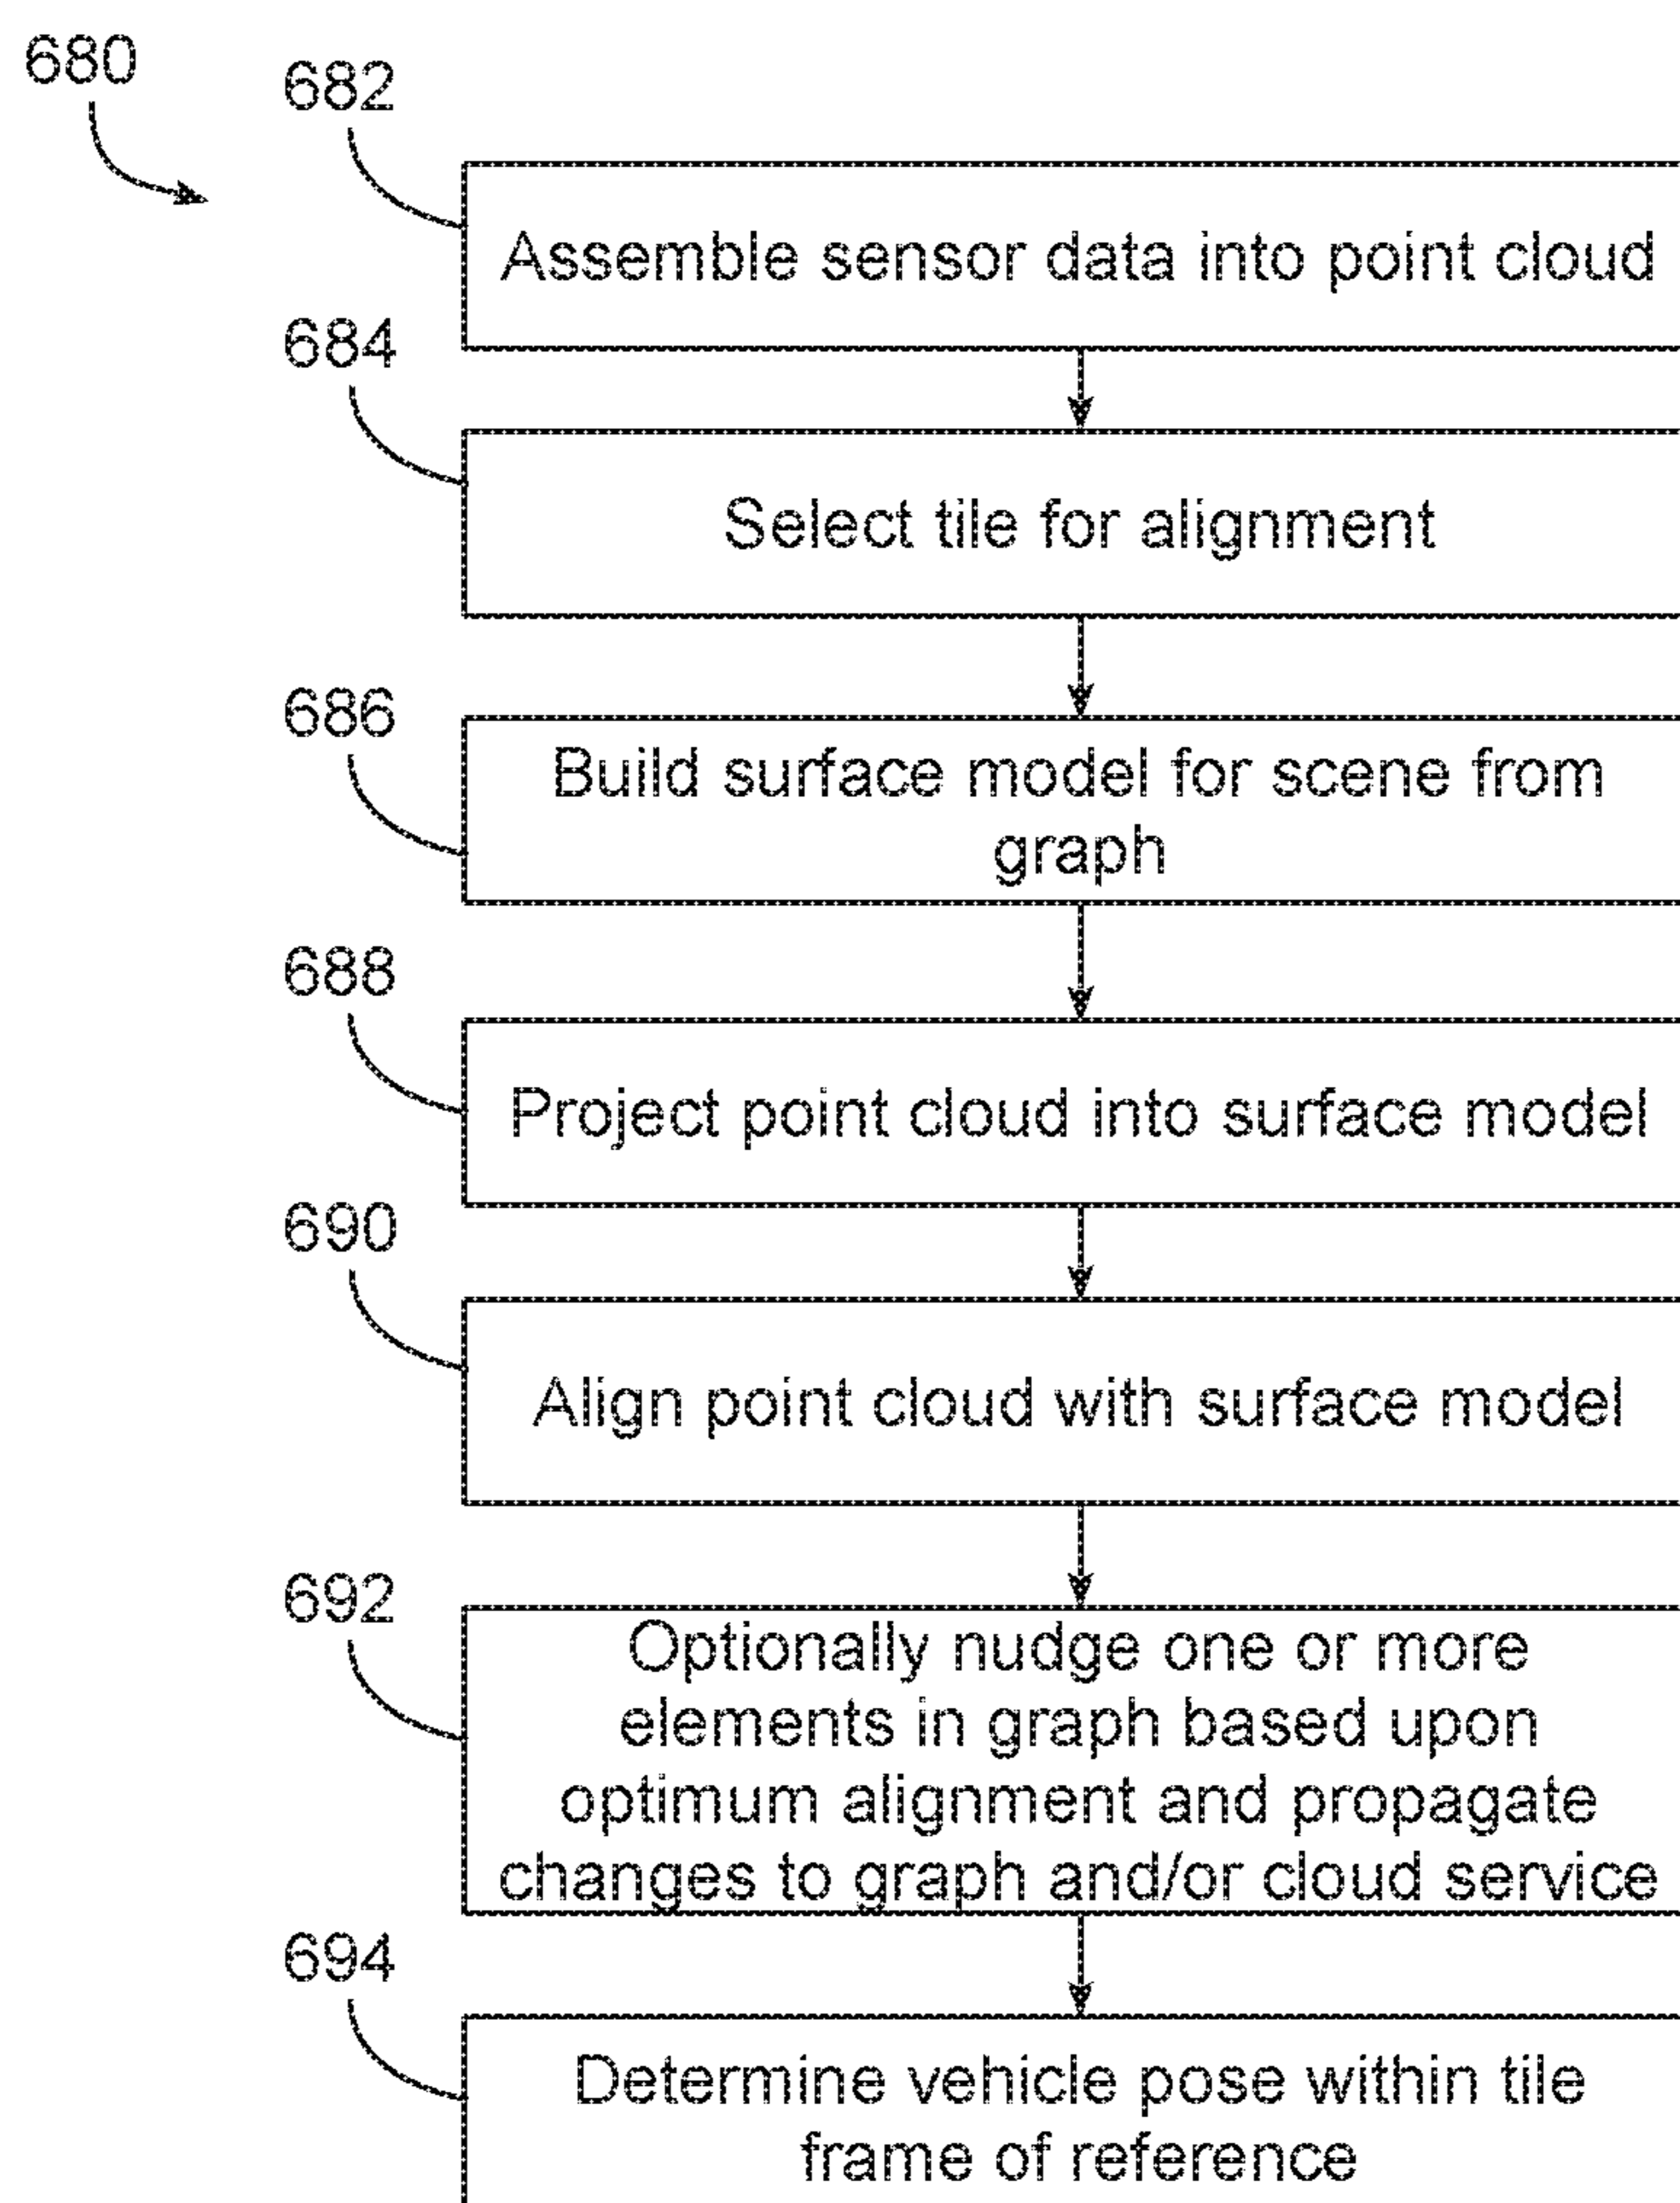 680
682
Assemble sensor data into point cloud
684
Select tile for alignment
686
Build surface model for scene from
graph
688
Project point cloud into surface model
690
Align point cloud with surface model
692
Optionally nudge one or more
elements in graph based upon
optimum alignment and propagate
changes to graph and/or cloud service
694
Determine vehicle pose within tile
frame of reference